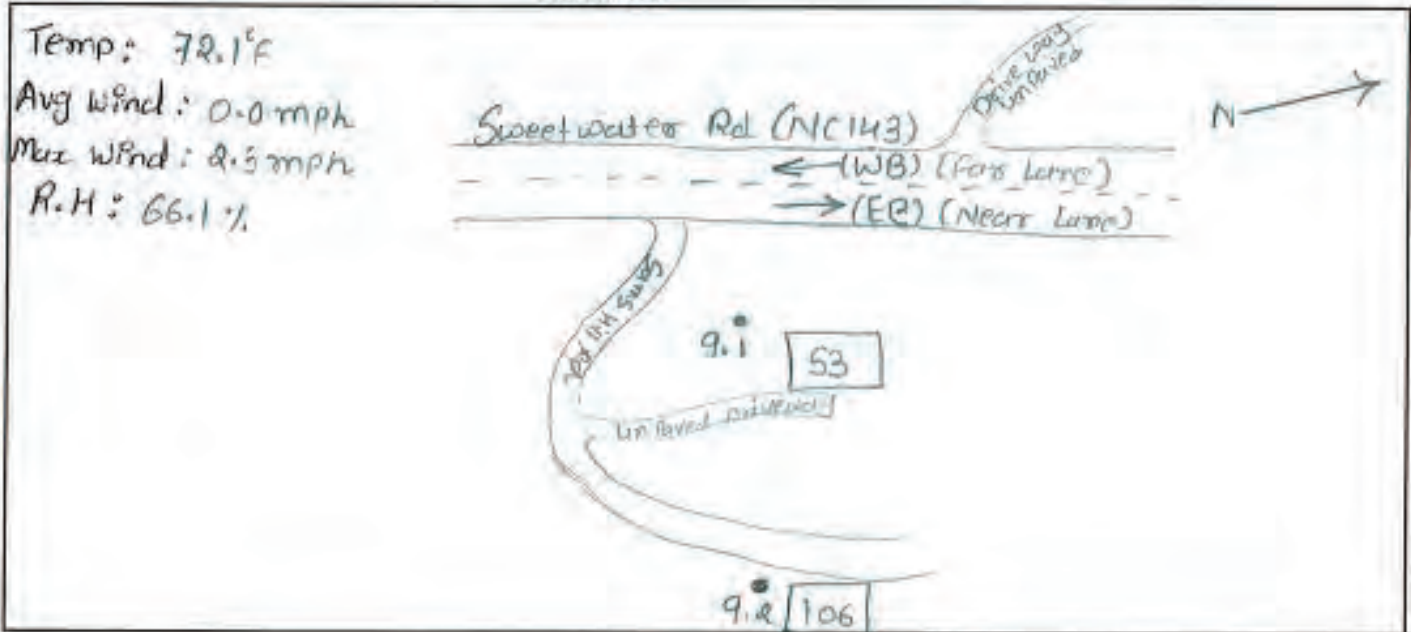 Temp: 72.1°F
Avg Wind: 0.0 mph
Max Wind: 2.3 mph
R.H: 66.1 %
Drive way
UnPaved
N
Sweetwater Rd (NC143)
(WB) (Far Lane)
(EB) (Near Lane)
9.1
53
UnPaved Driveway
9.2
106